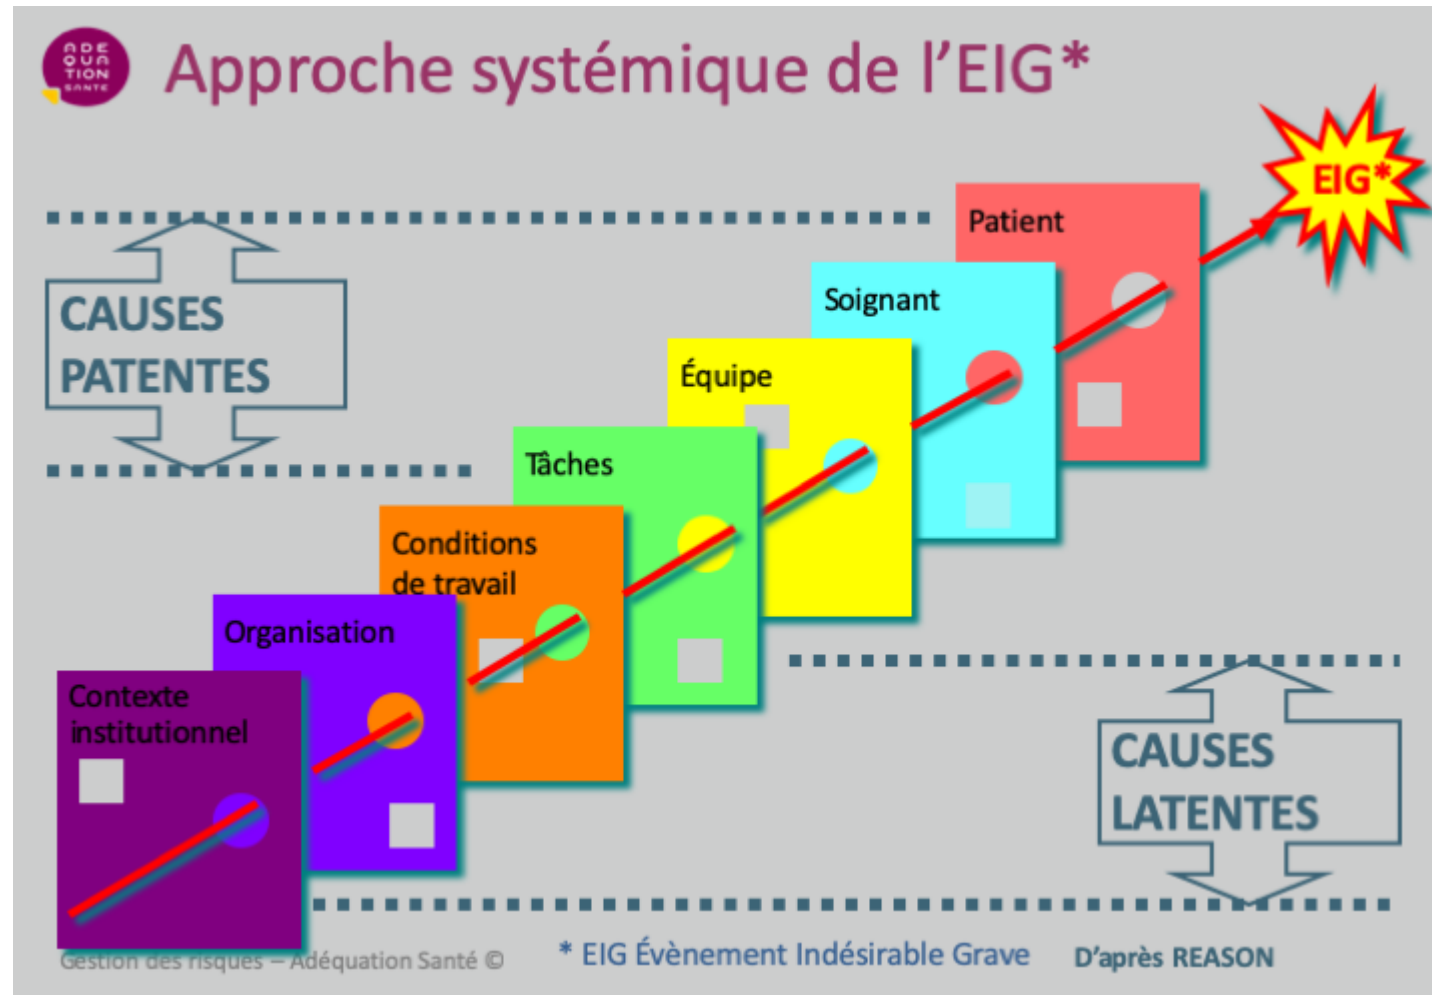 ADE
QUA
TION
SANTE
Approche systémique de l'EIG*
EIG*
Patient
Soignant
CAUSES
PATENTES
Équipe
Tâches
Conditions
de travail
Organisation
Contexte
institutionnel
CAUSES
LATENTES
Gestion des risques – Adéquation Santé ©
* EIG Évènement Indésirable Grave
D'après REASON